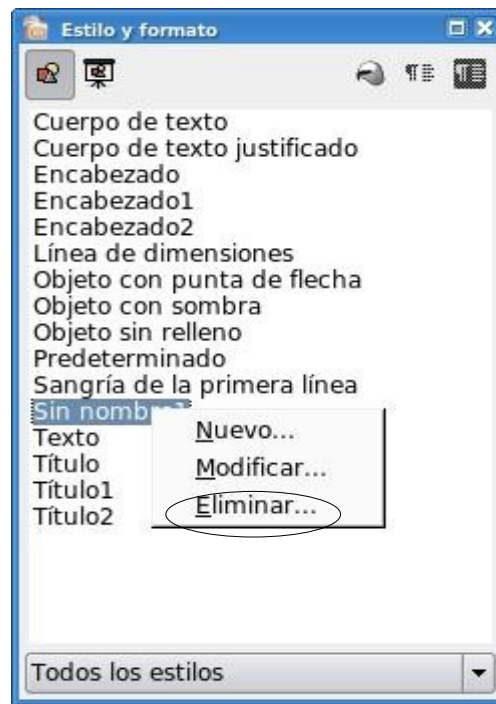 Estilo y formato
Cuerpo de texto
Cuerpo de texto justificado
Encabezado
Encabezado1
Encabezado2
Línea de dimensiones
Objeto con punta de flecha
Objeto con sombra
Objeto sin relleno
Predeterminado
Sangría de la primera línea
Sin nombre1
Texto
Título
Título1
Título2
Nuevo...
Modificar...
Eliminar...
Todos los estilos